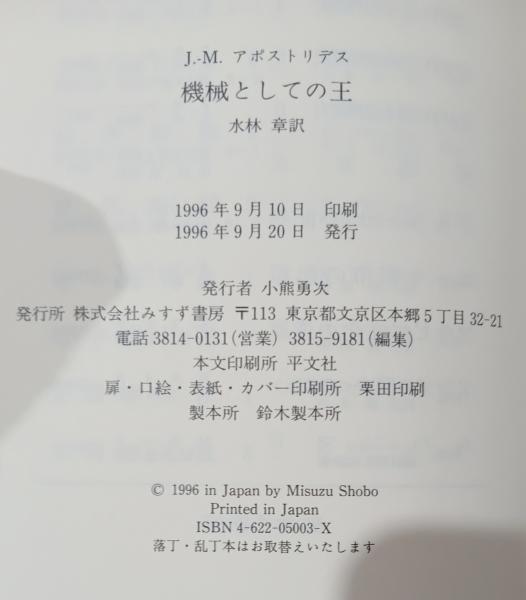 J.-M. アポストリデス
機械としての王
水林 章訳
1996年9月10日 印刷
1996年9月20日 発行
発行者 小熊勇次
発行所 株式会社みすず書房 〒113 東京都文京区本郷5丁目32-21
電話 3814-0131(営業) 3815-9181(編集)
本文印刷所 平文社
扉・口絵・表紙・カバー印刷所 栗田印刷
製本所 鈴木製本所
© 1996 in Japan by Misuzu Shobo
Printed in Japan
ISBN 4-622-05003-X
落丁・乱丁本はお取替えいたします